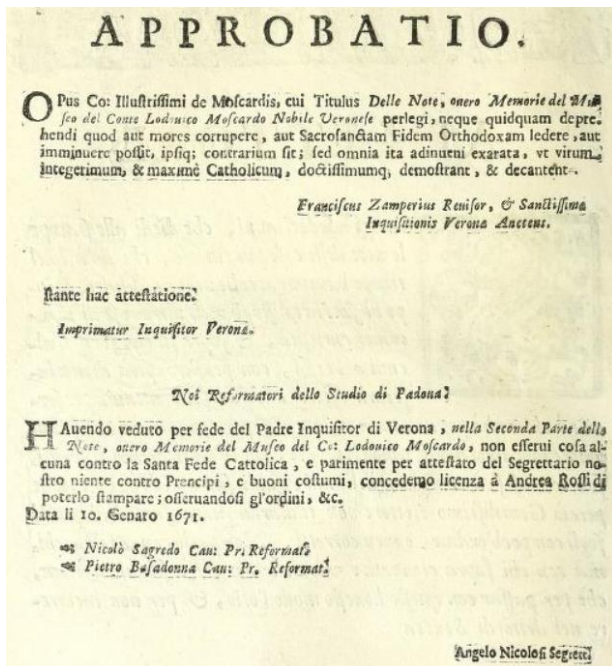 APPROBATIO.
OPus Co: Illustrissimi de Moscardis, cui Titulus Delle Note, ouero Memorie del Mu
seo del Conte Lodouico Moscardo Nobile Veronese perlegi, neque quidquam depre-
hendi quod aut mores corrupere, aut Sacrosanctam Fidem Orthodoxam ledere, aut
imminuere possit, ipsiq; contrarium sit; sed omnia ita adinueni exarata, vt virum
integerimum, & maximè Catholicum, doctissimumq; demostrant, & decantent.
Franciscus Zamperius Reuisor, & Sanctissima
Inquisitionis Verona
Stante hac attestatione.
Imprimatur Inquisitor Verona.
Noi Reformatori dello Studio di Padoua.
HAuendo veduto per fede del Padre Inquisitor di Verona, nella Seconda Parte delle
Note, ouero Memorie del Museo del Co: Lodouico Moscardo, non esserui cosa al-
cuna contro la Santa Fede Cattolica, e parimente per attestato del Segrettario no-
stro niente contro Prencipi, e buoni costumi, concedemo licenza à Andrea Rossi di
poterlo stampare; osseruandosi gl'ordini, &c.
Data li 10. Genaro 1671.
Nicolò Sagredo Cau: Pr. Reformat.
Pietro Basadonna Cau: Pr. Reformat.
Angelo Nicolosi Segrett.